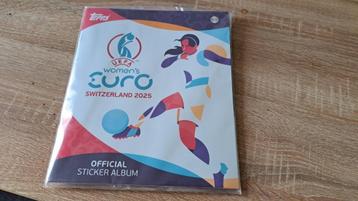 Topps
UEFA
WOMEN'S
EURO
SWITZERLAND 2025
OFFICIAL
STICKER ALBUM